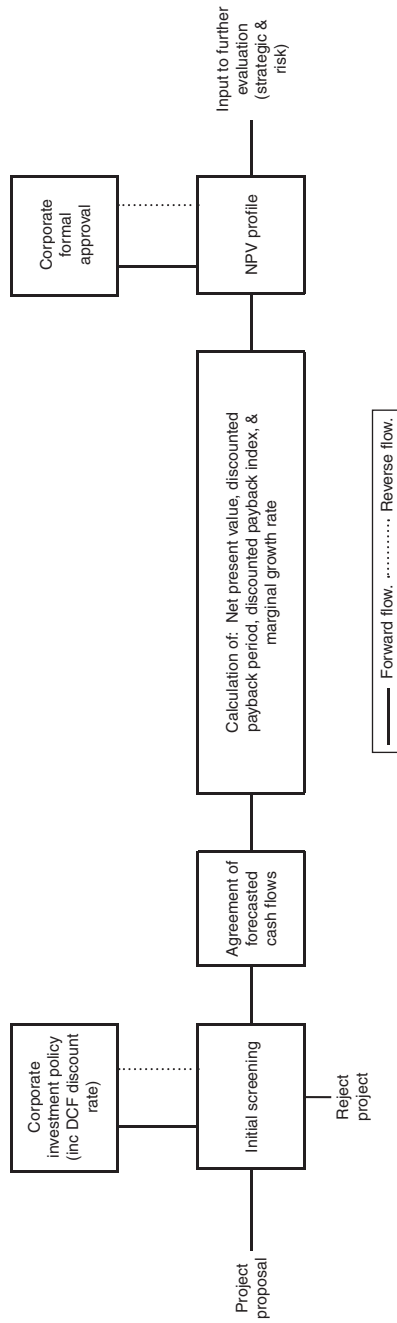 Project
proposal
Corporate
investment policy
(inc DCF discount
rate)
Initial screening
Reject
project
Agreement of
forecasted
cash flows
Calculation of: Net present value, discounted
payback period, discounted payback index, &
marginal growth rate
Corporate
formal
approval
NPV profile
Input to further
evaluation
(strategic &
risk)
Forward flow.
Reverse flow.